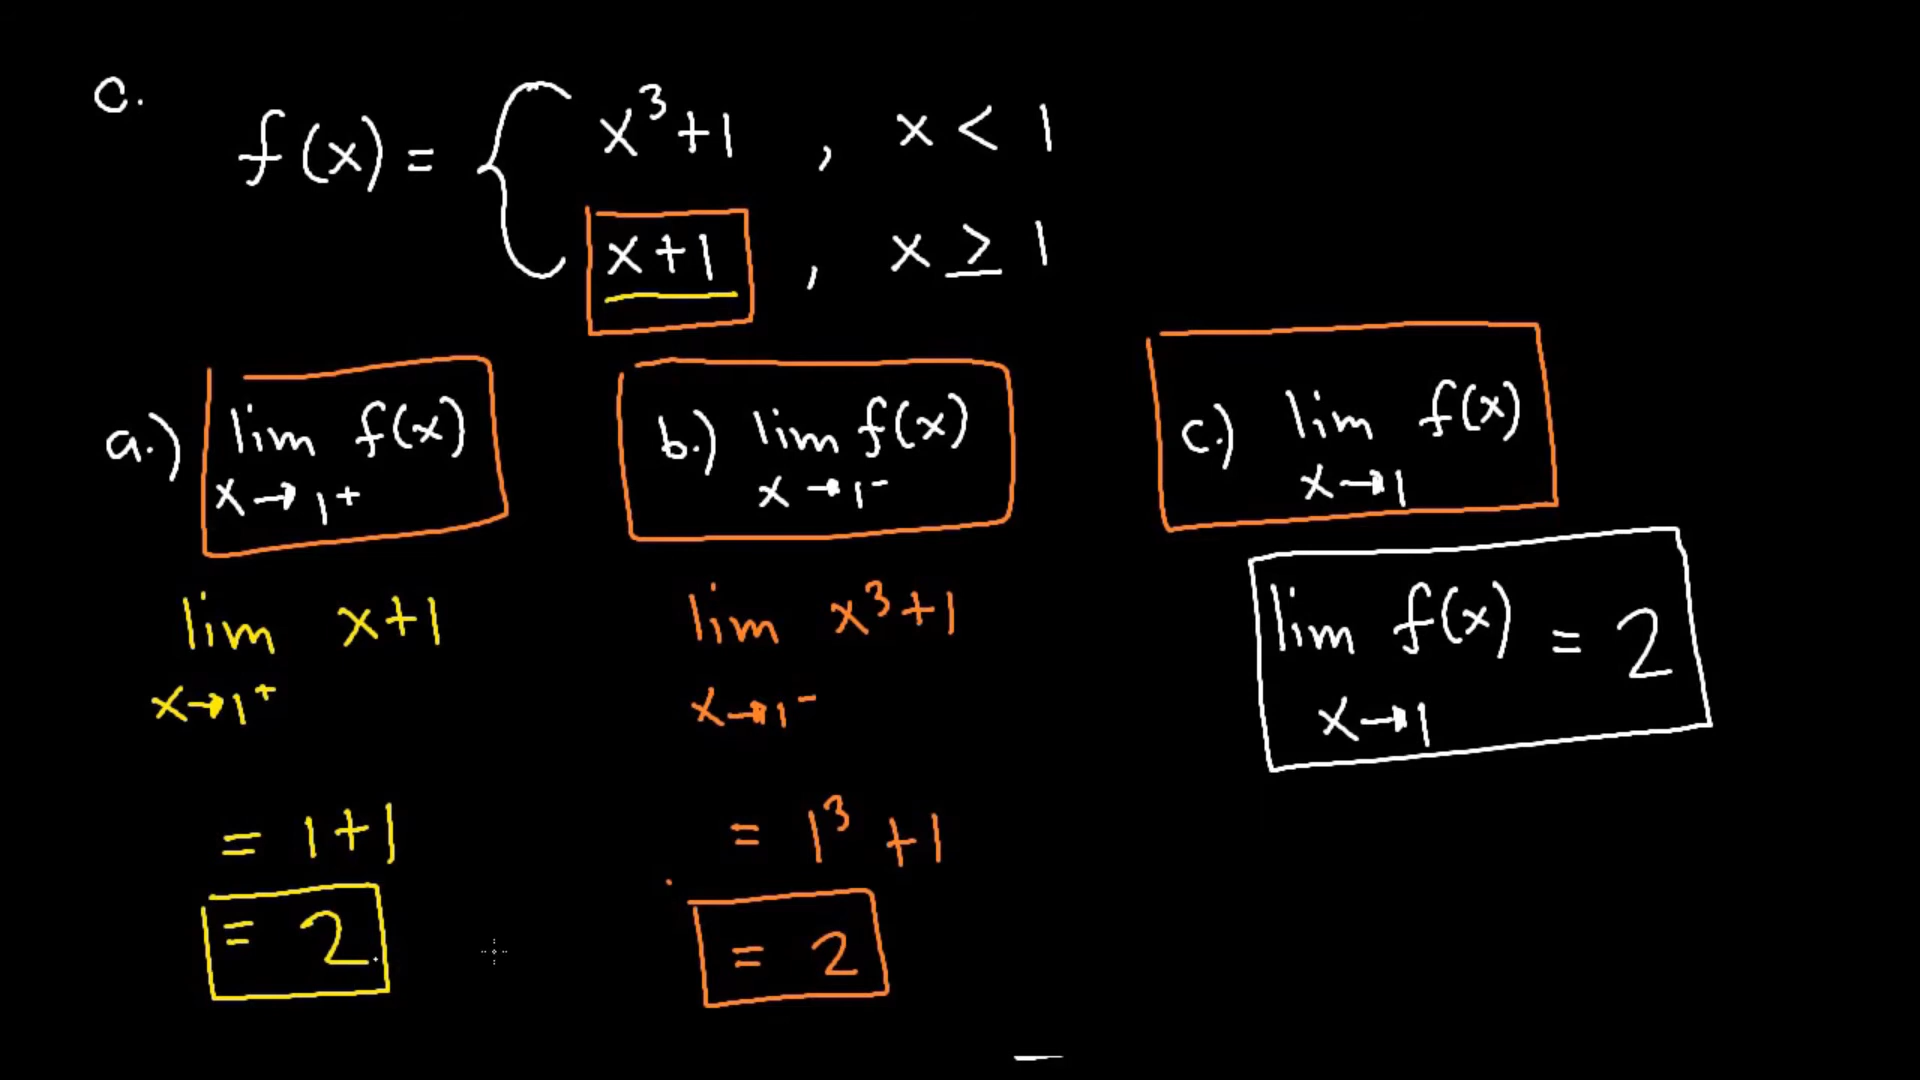 c.
f(x) = { x³+1 , x < 1
x+1 , x ≥ 1
a.) lim f(x)
x→1⁺
b.) lim f(x)
x→1⁻
c.) lim f(x)
x→1
lim x+1
x→1⁺
= 1+1
= 2
lim x³+1
x→1⁻
= 1³ +1
= 2
lim f(x) = 2
x→1